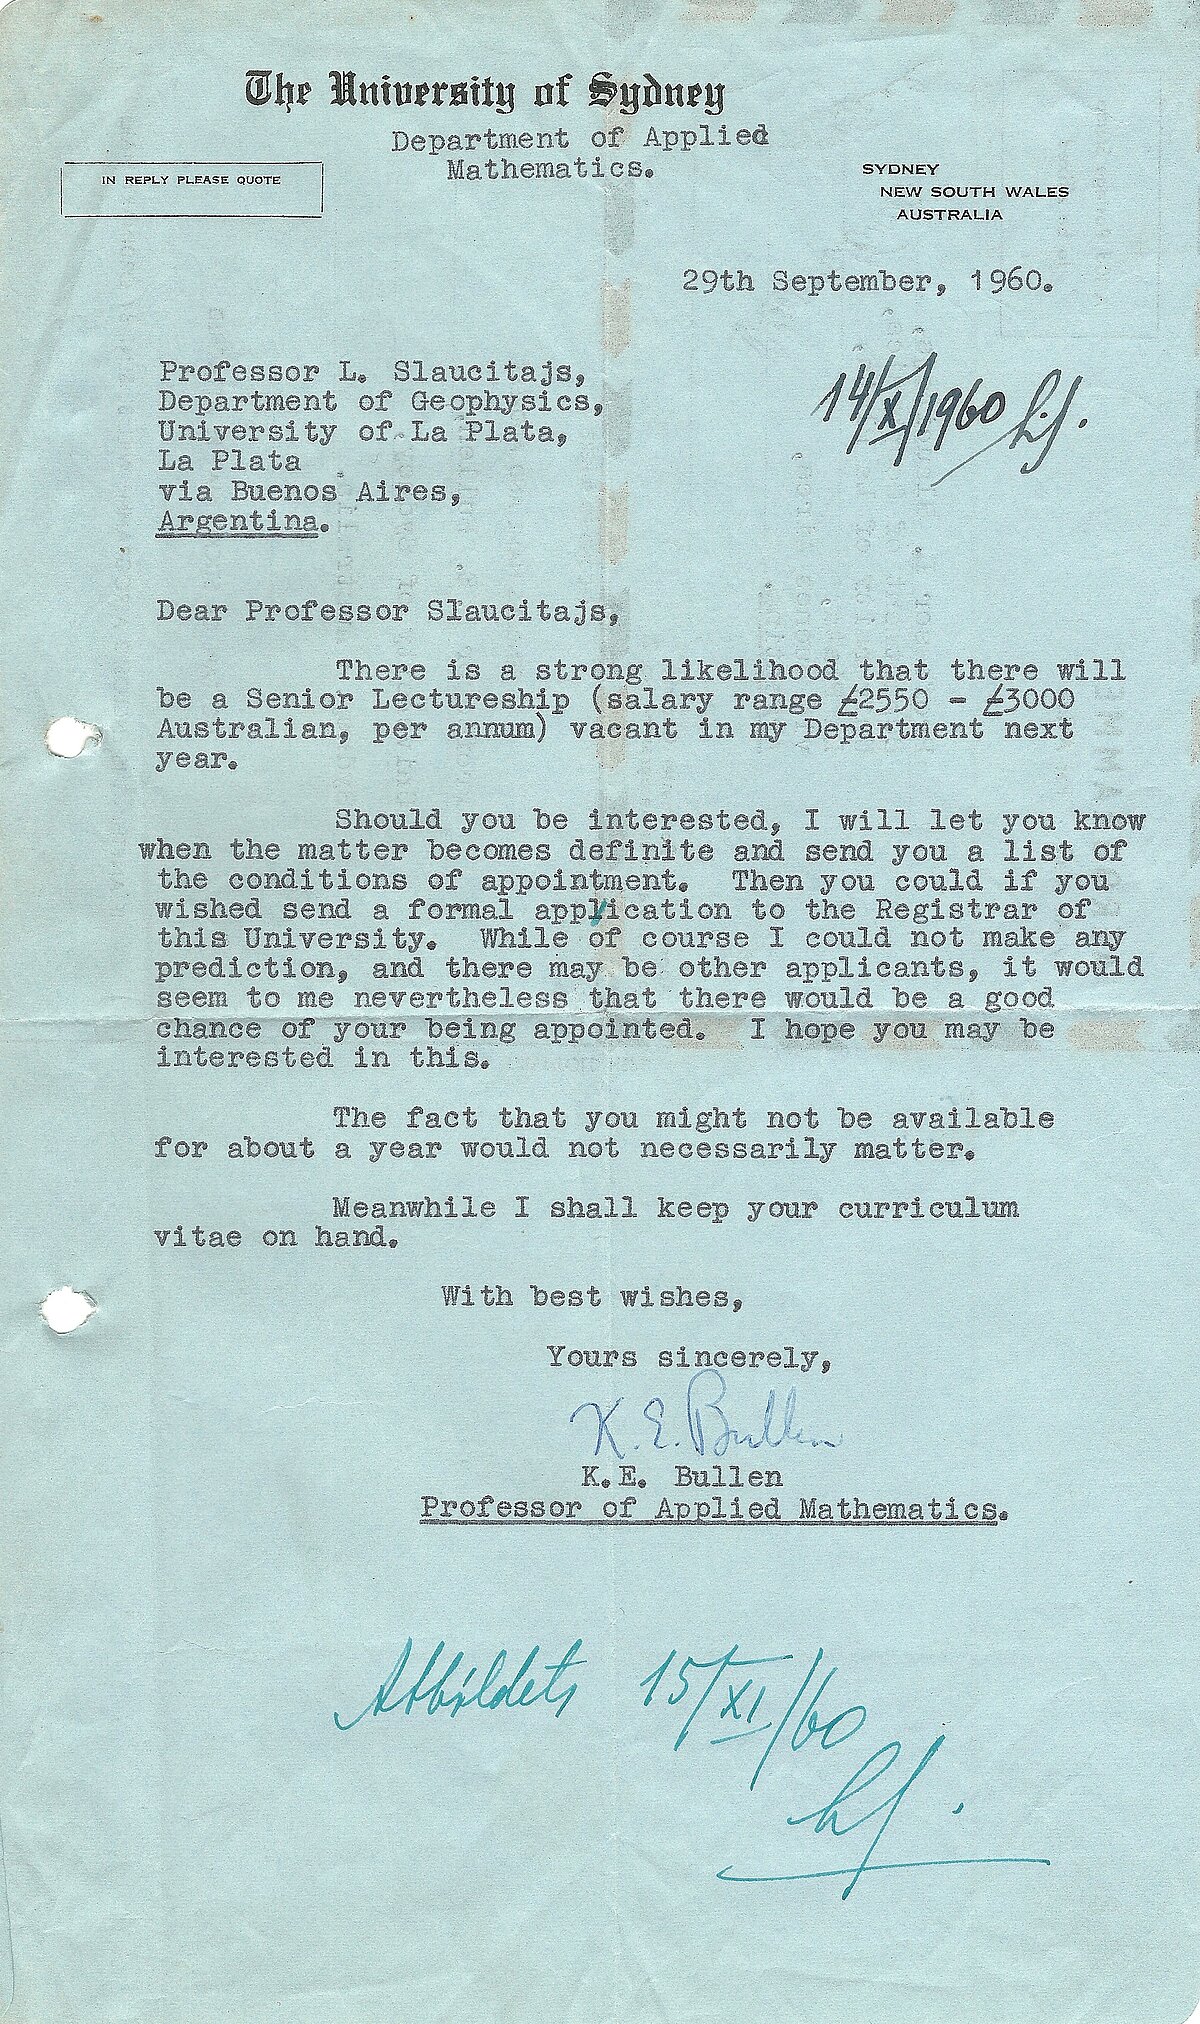 The University of Sydney
Department of Applied
Mathematics.
IN REPLY PLEASE QUOTE
SYDNEY
NEW SOUTH WALES
AUSTRALIA
29th September, 1960.
14/X/1960 LS.
Professor L. Slaucitajs,
Department of Geophysics,
University of La Plata,
La Plata
via Buenos Aires,
Argentina.
Dear Professor Slaucitajs,
There is a strong likelihood that there will
be a Senior Lectureship (salary range £2550 - £3000
Australian, per annum) vacant in my Department next
year.
Should you be interested, I will let you know
when the matter becomes definite and send you a list of
the conditions of appointment. Then you could if you
wished send a formal application to the Registrar of
this University. While of course I could not make any
prediction, and there may be other applicants, it would
seem to me nevertheless that there would be a good
chance of your being appointed. I hope you may be
interested in this.
The fact that you might not be available
for about a year would not necessarily matter.
Meanwhile I shall keep your curriculum
vitae on hand.
With best wishes,
Yours sincerely,
K. E. Bullen
K.E. Bullen
Professor of Applied Mathematics.
Atbildēts 15/XI/60
LS.